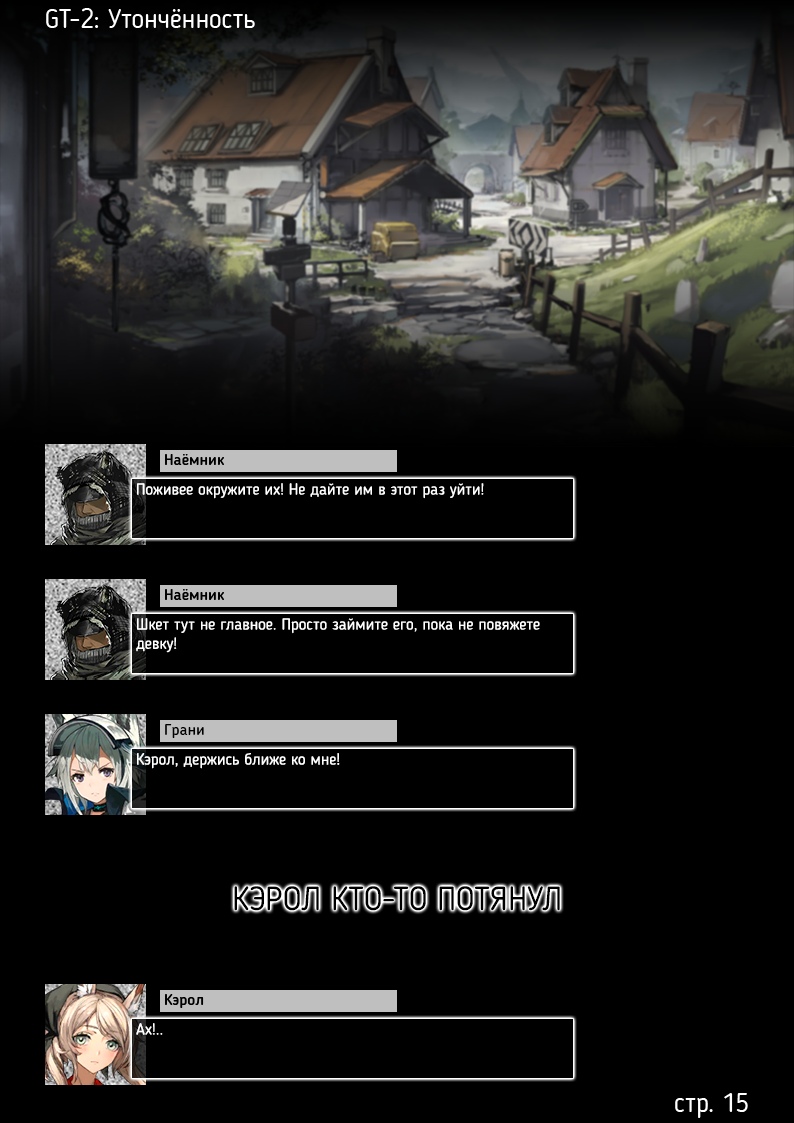 GT-2: Утончённость
Наёмник
Поживее окружите их! Не дайте им в этот раз уйти!
Наёмник
Шкет тут не главное. Просто займите его, пока не повяжете
девку!
Грани
Кэрол, держись ближе ко мне!
КЭРОЛ КТО-ТО ПОТЯНУЛ
Кэрол
Ах!..
стр. 15